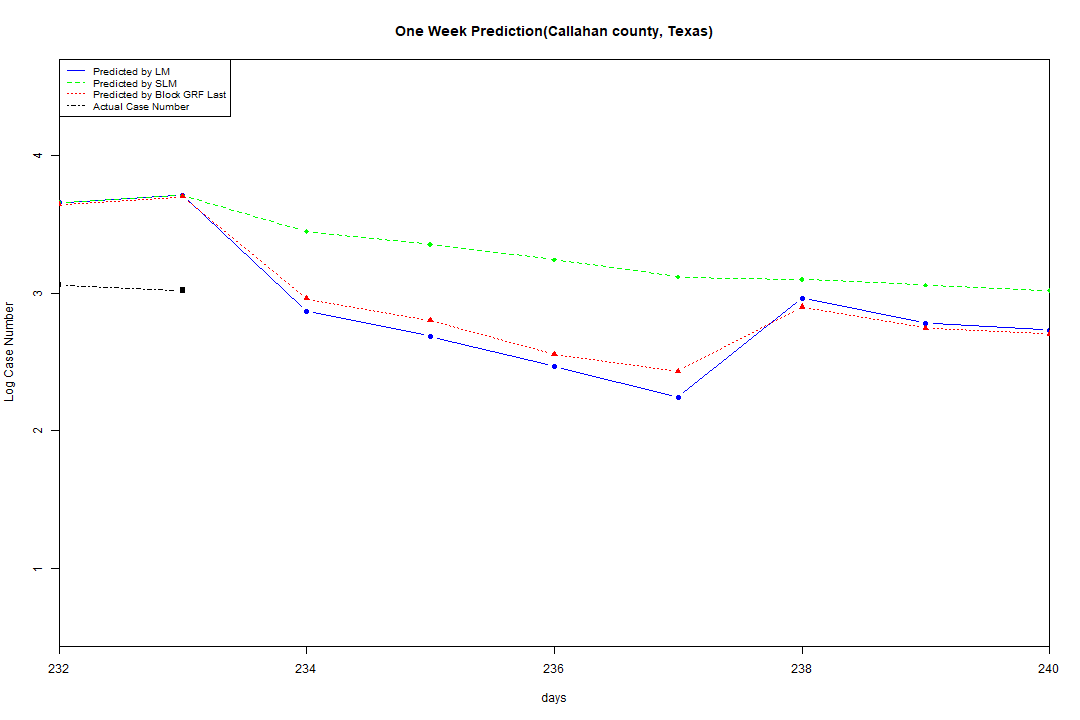 One Week Prediction(Callahan county, Texas)
Predicted by LM
Predicted by SLM
Predicted by Block GRF Last
Actual Case Number
4
3
2
1
Log Case Number
232
234
236
238
240
days